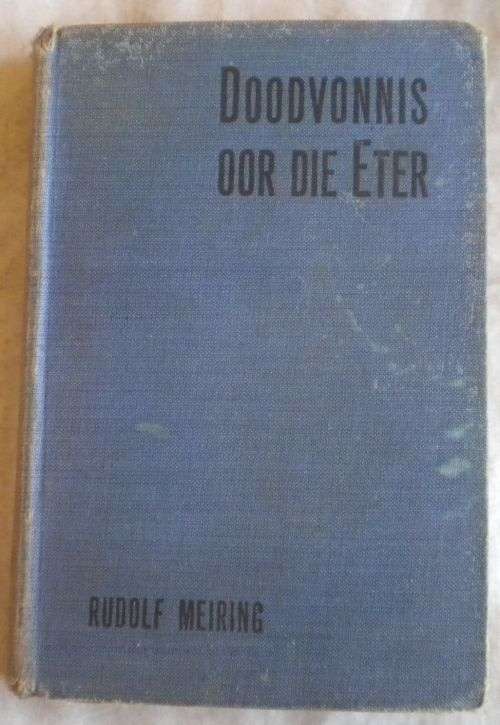 DOODVONNIS
OOR DIE ETER
RUDOLF MEIRING